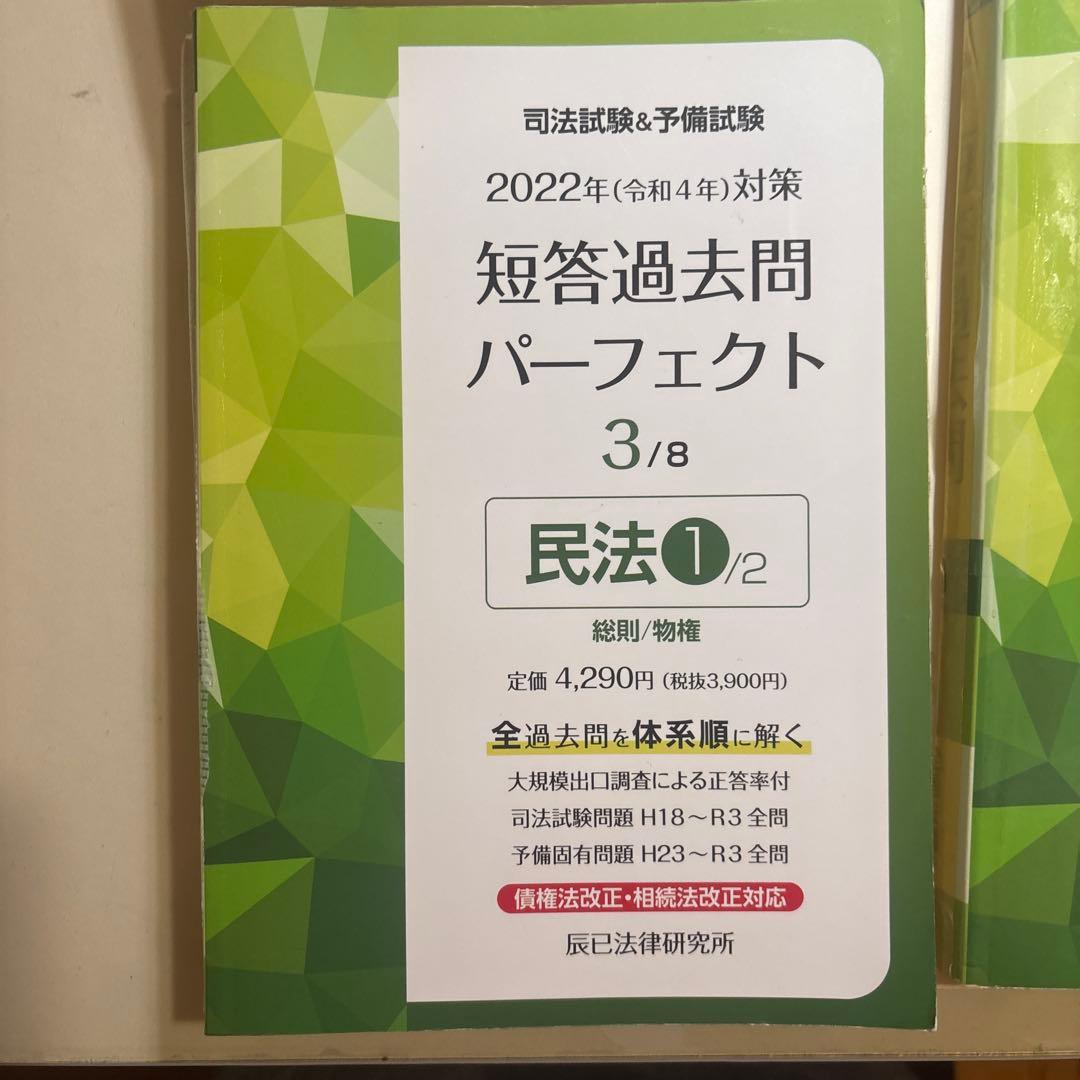 司法試験&予備試験
2022年(令和4年)対策
短答過去問
パーフェクト
3/8
民法❶/2
総則/物権
定価 4,290円 (税抜3,900円)
全過去問を体系順に解く
大規模出口調査による正答率付
司法試験問題 H18〜R3 全問
予備固有問題 H23〜R3 全問
債権法改正・相続法改正対応
辰已法律研究所